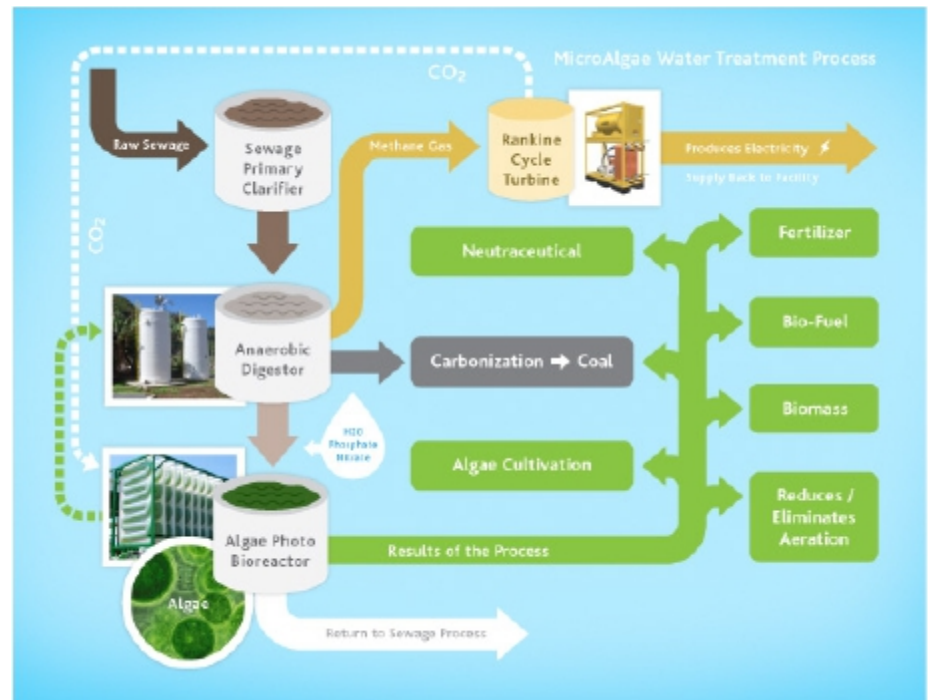 MicroAlgae Water Treatment Process
CO2
Raw Sewage
Sewage
Primary
Clarifier
Methane Gas
Rankine
Cycle
Turbine
Produces Electricity
Supply Back to Facility
CO2
Neutraceutical
Fertilizer
Bio-Fuel
Anaerobic
Digestor
Carbonization → Coal
Biomass
H2O
Phosphate
Nitrate
Algae Cultivation
Reduces /
Eliminates
Aeration
Algae Photo
Bioreactor
Results of the Process
Algae
Return to Sewage Process